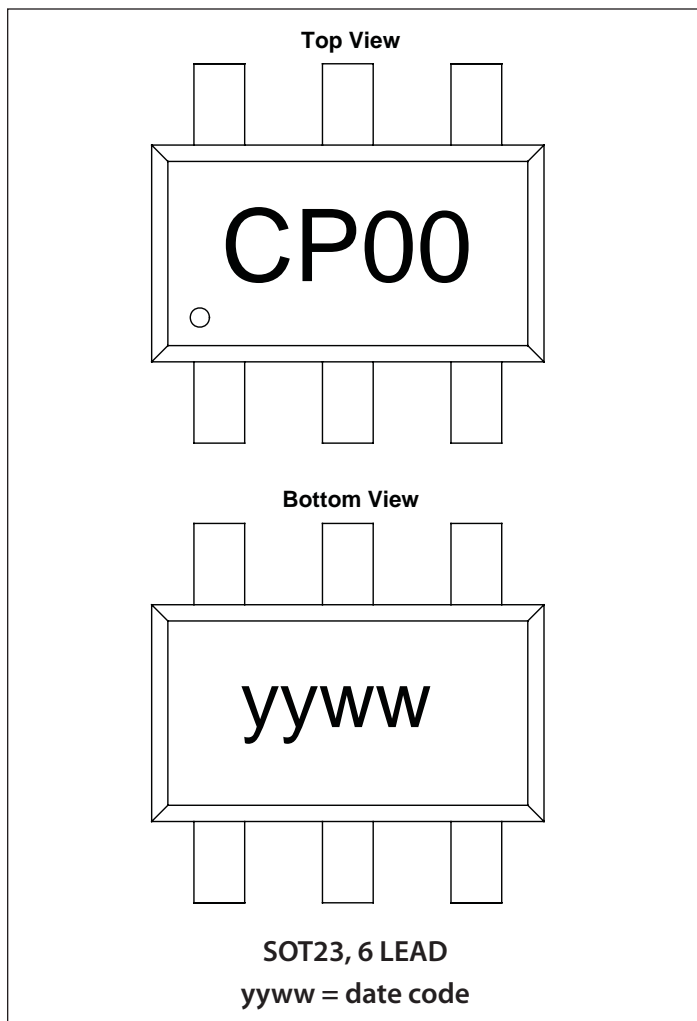 Top View
CP00
Bottom View
yyww
SOT23, 6 LEAD
yyww = date code